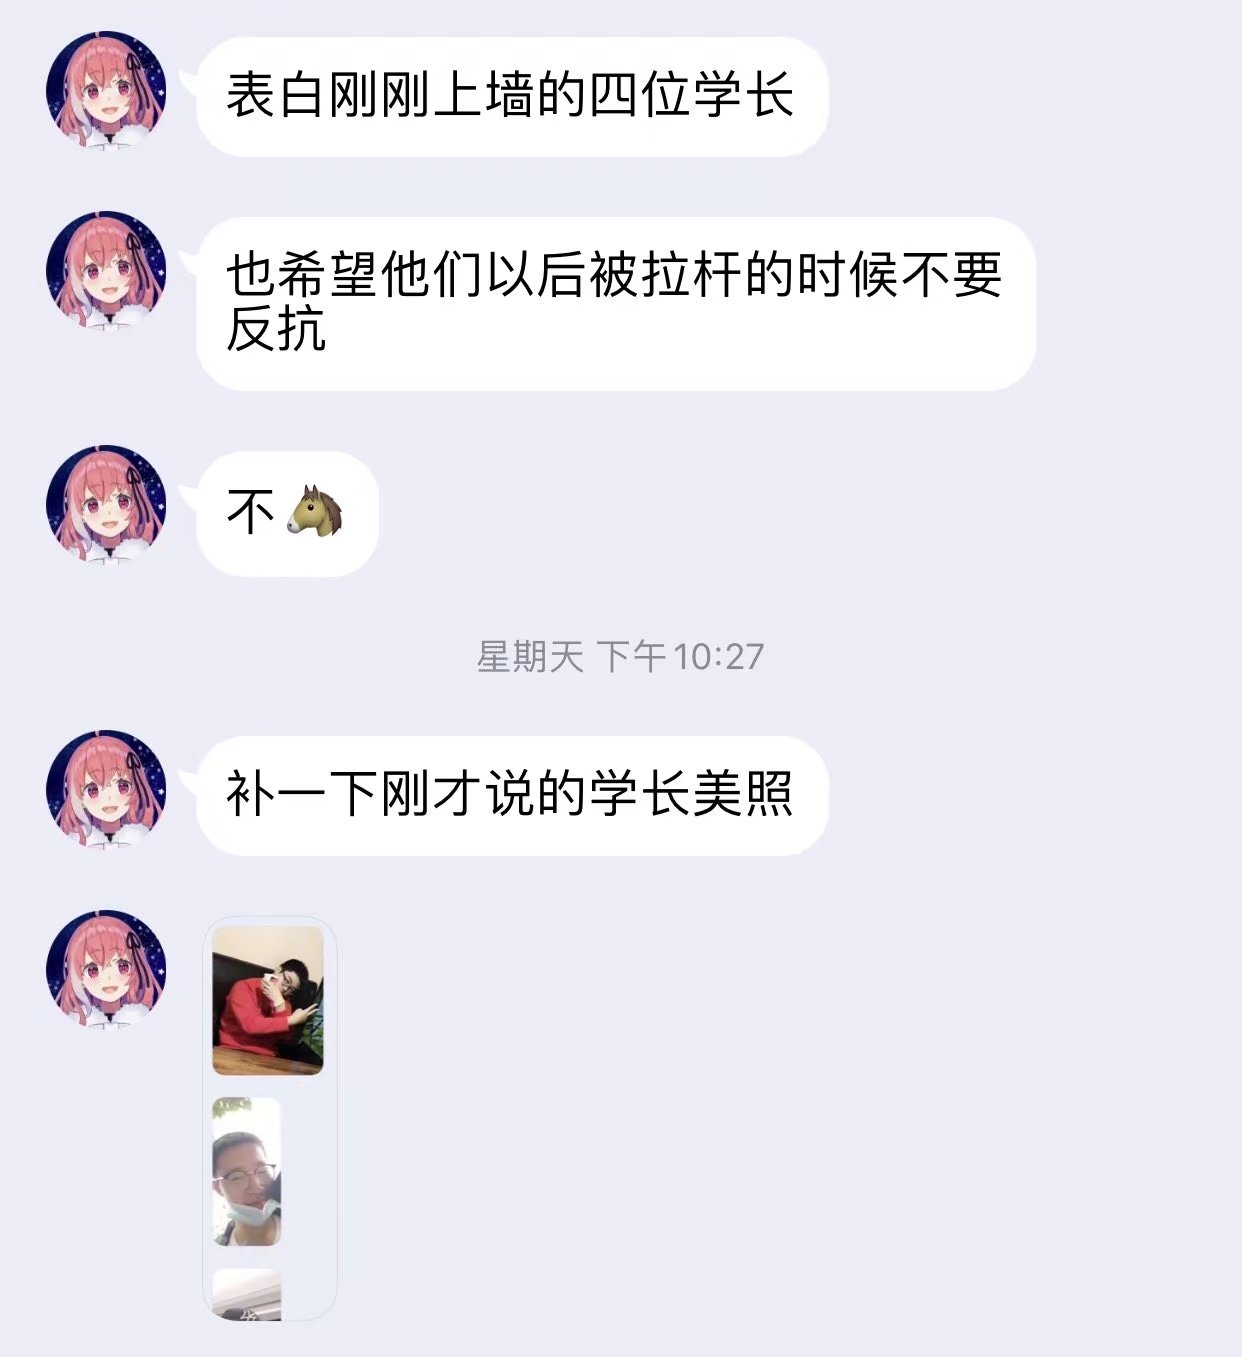 表白刚刚上墙的四位学长
也希望他们以后被拉杆的时候不要
反抗
不🐴
星期天 下午10:27
补一下刚才说的学长美照